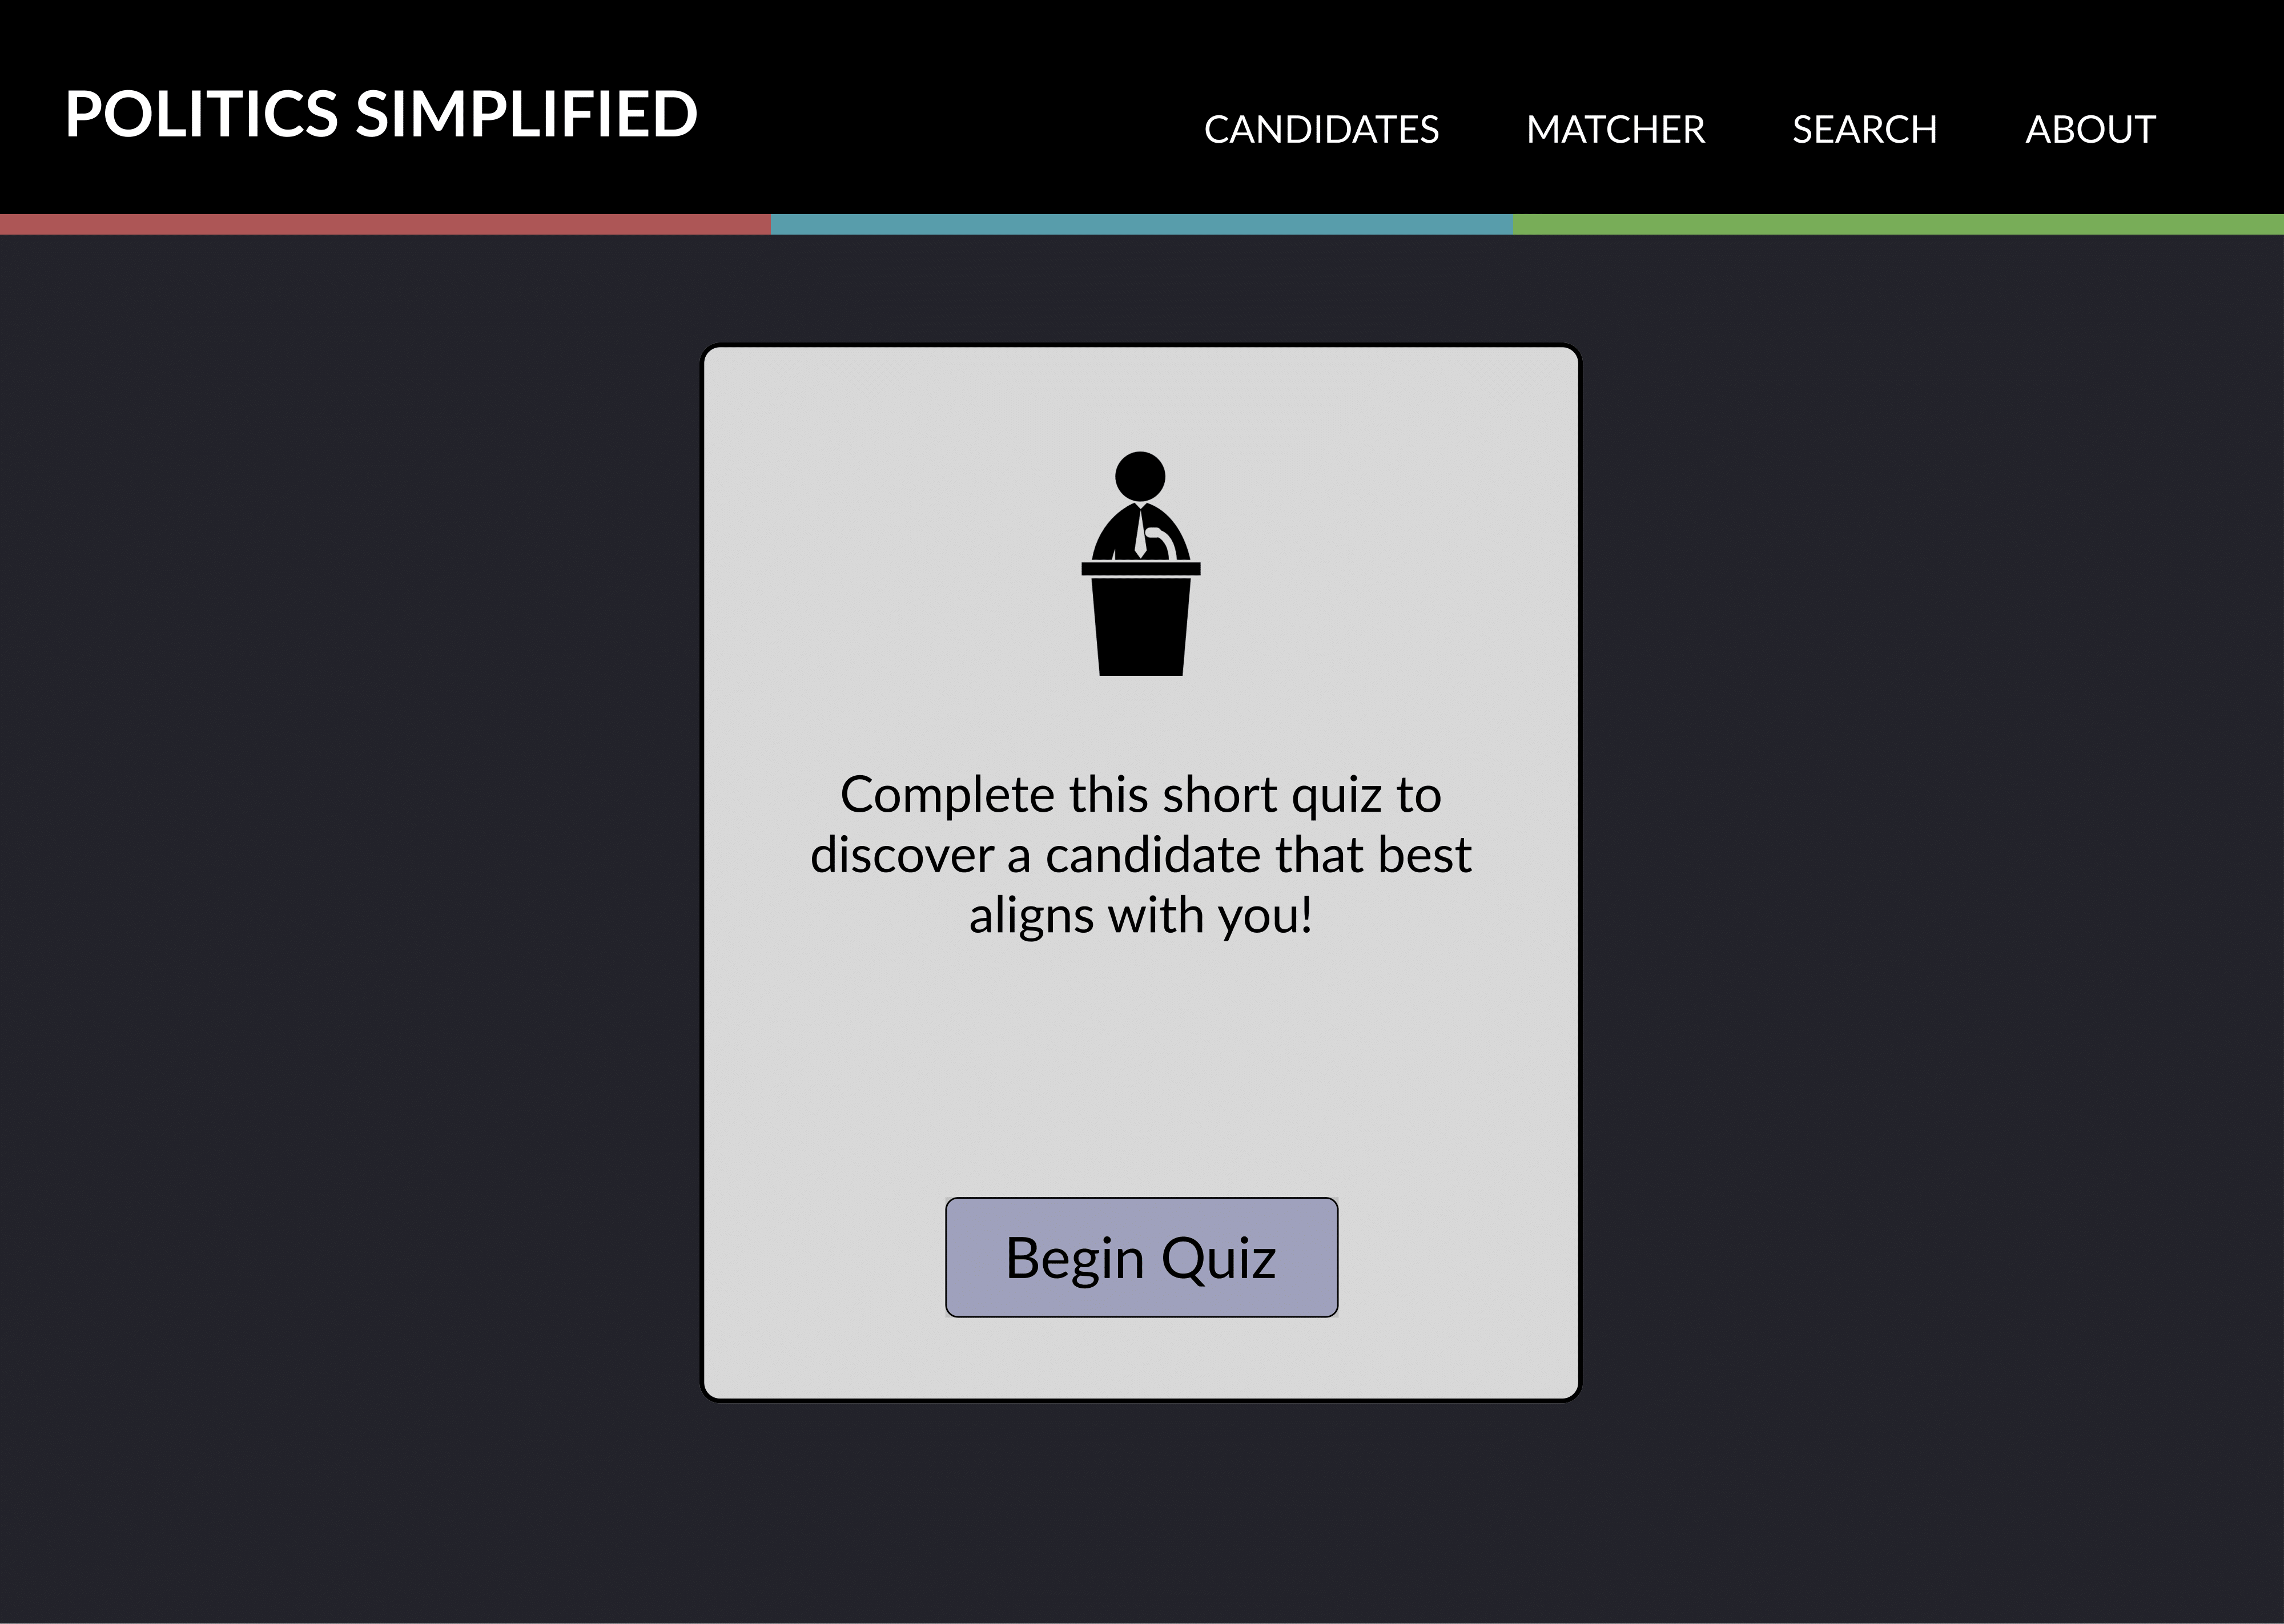 POLITICS SIMPLIFIED
CANDIDATES MATCHER SEARCH ABOUT
Complete this short quiz to
discover a candidate that best
aligns with you!
Begin Quiz